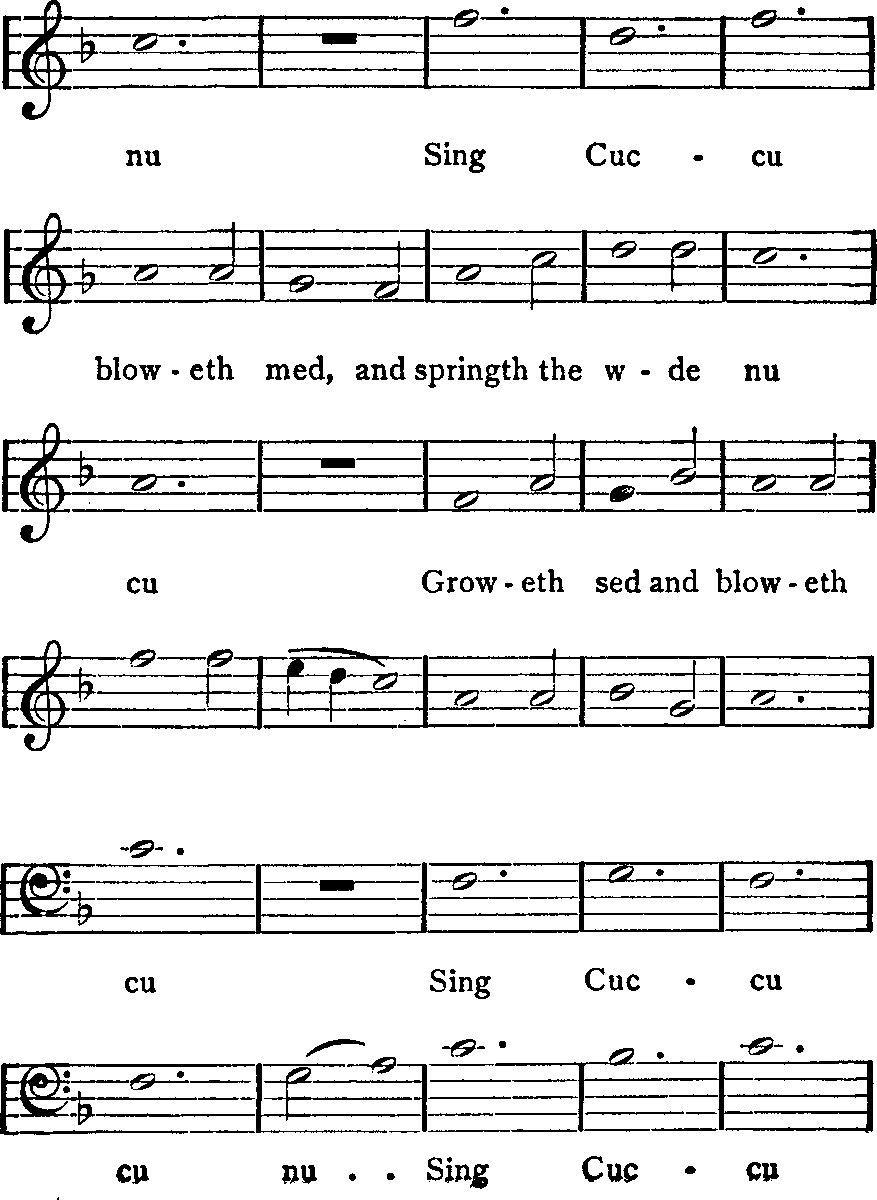 nu Sing Cuc - cu
blow - eth med, and springth the w - de nu
cu Grow - eth sed and blow - eth
cu Sing Cuc - cu
cu nu . . Sing Cuc - cu